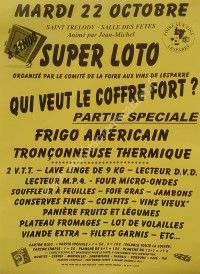 MARDI 22 OCTOBRE
SAINT TRELODY - SALLE DES FETES
Animé par Jean-Michel
SUPER LOTO
ORGANISÉ PAR LE COMITÉ DE LA FOIRE AUX VINS DE LESPARRE
QUI VEUT LE COFFRE FORT ?
PARTIE SPECIALE
FRIGO AMÉRICAIN
TRONÇONNEUSE THERMIQUE
2 V.T.T. - LAVE LINGE DE 9 KG - LECTEUR D.V.D.
LECTEUR M.P.4. - FOUR MICRO-ONDES
SOUFFLEUR À FEUILLES - FOIE GRAS - JAMBONS
CONSERVES FINES - CONFITS - VINS VIEUX
PANIÈRE FRUITS ET LÉGUMES
PLATEAU FROMAGES - LOT DE VOLAILLES
VIANDE EXTRA - FILETS GARNIS - ETC...